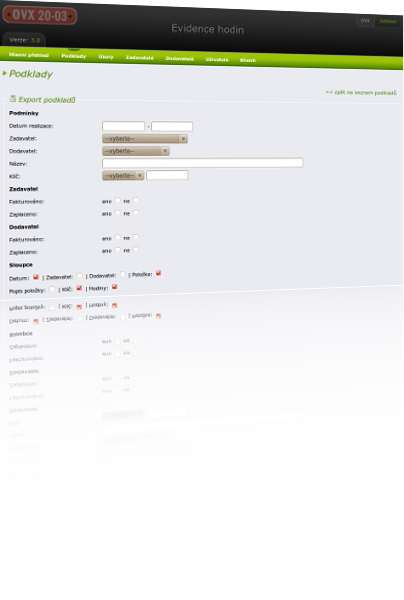 OVX 20-03
Evidence hodin
Verze: 3.0
Hlavní přehled Podklady Úkoly Zadavatelé Dodavatelé Uživatelé Klienti
Podklady
<< zpět na seznam podkladů
Export podkladů
Podmínky
Datum realizace: -
Zadavatel: --vyberte--
Dodavatel: --vyberte--
Název:
Klíč: --vyberte--
Zadavatel
Fakturováno: ano ne
Zaplaceno: ano ne
Dodavatel
Fakturováno: ano ne
Zaplaceno: ano ne
Sloupce
Datum: | Zadavatel: | Dodavatel: | Položka:
Popis položky: | Klíč: | Hodiny: